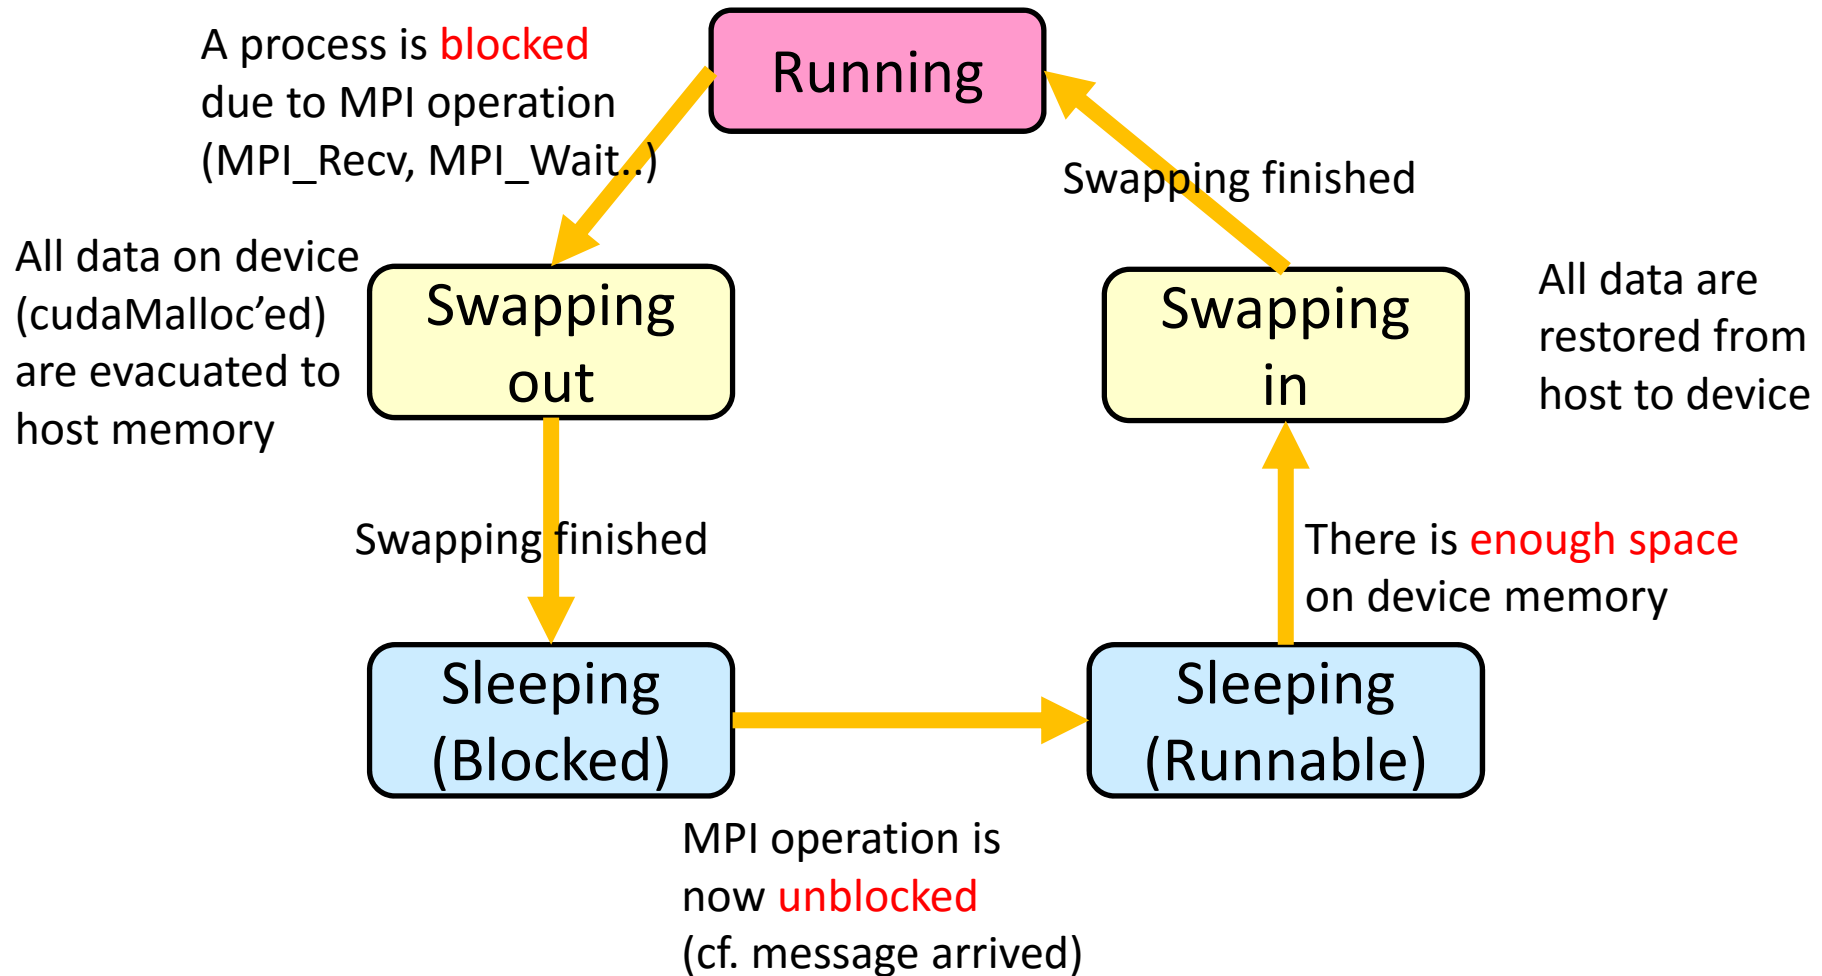 A process is blocked
due to MPI operation
(MPI_Recv, MPI_Wait..)
Running
Swapping finished
All data on device
(cudaMalloc’ed)
are evacuated to
host memory
Swapping
out
Swapping
in
All data are
restored from
host to device
Swapping finished
There is enough space
on device memory
Sleeping
(Blocked)
Sleeping
(Runnable)
MPI operation is
now unblocked
(cf. message arrived)